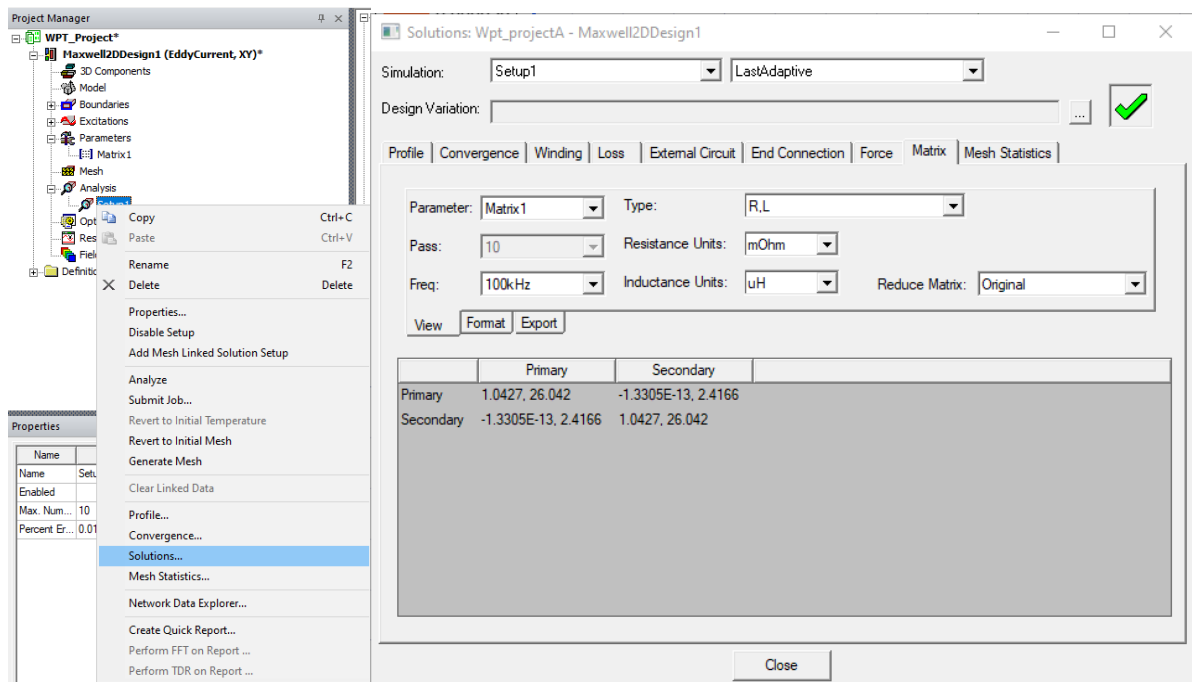 Project Manager
WPT_Project*
Maxwell2DDesign1 (EddyCurrent, XY)*
3D Components
Model
Boundaries
Excitations
Parameters
Matrix1
Mesh
Analysis
Setup1
Opt
Res
Field
Definitio
Copy Ctrl+C
Paste Ctrl+V
Rename F2
Delete Delete
Properties...
Disable Setup
Add Mesh Linked Solution Setup
Analyze
Submit Job...
Revert to Initial Temperature
Revert to Initial Mesh
Generate Mesh
Clear Linked Data
Profile...
Convergence...
Solutions...
Mesh Statistics...
Network Data Explorer...
Create Quick Report...
Perform FFT on Report ...
Perform TDR on Report ...
Properties
Name
Name Setu
Enabled
Max. Num... 10
Percent Er... 0.01
Solutions: Wpt_projectA - Maxwell2DDesign1
Simulation: Setup1 LastAdaptive
Design Variation: ...
Profile Convergence Winding Loss External Circuit End Connection Force Matrix Mesh Statistics
Parameter: Matrix1 Type: R,L
Pass: 10 Resistance Units: mOhm
Freq: 100kHz Inductance Units: uH Reduce Matrix: Original
View Format Export
Primary Secondary
Primary 1.0427, 26.042 -1.3305E-13, 2.4166
Secondary -1.3305E-13, 2.4166 1.0427, 26.042
Close